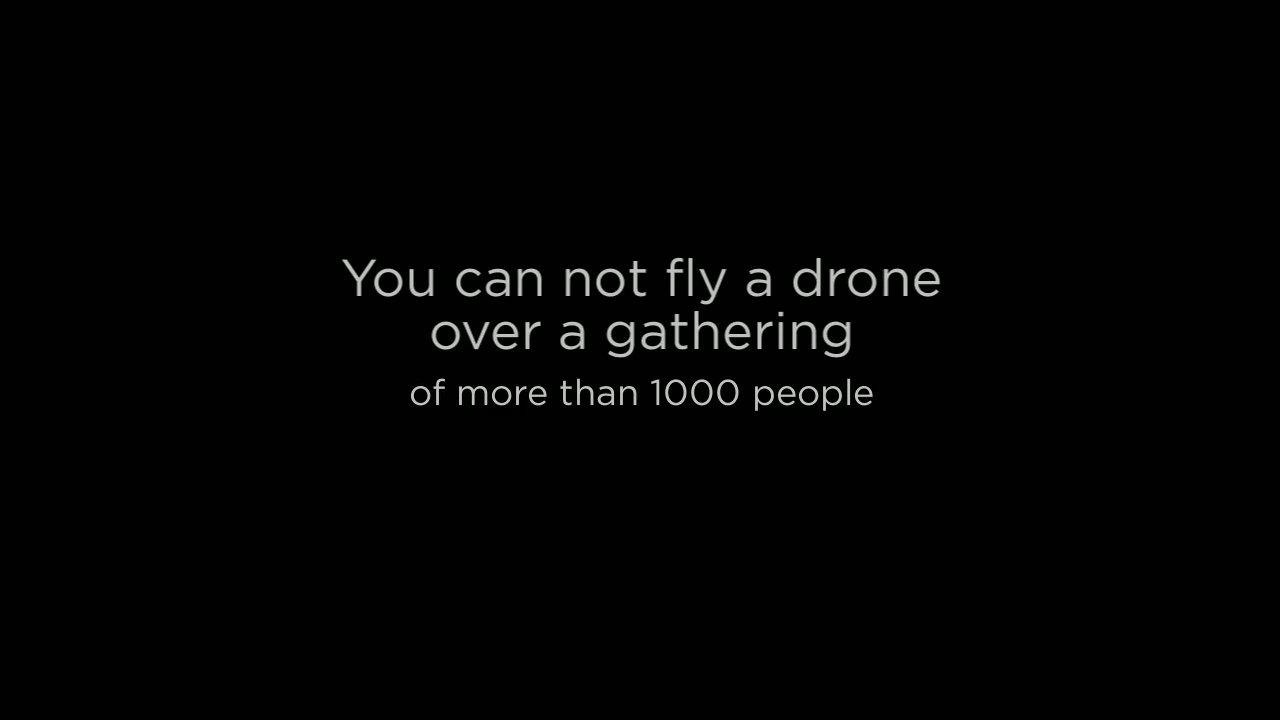 You can not fly a drone
over a gathering
of more than 1000 people